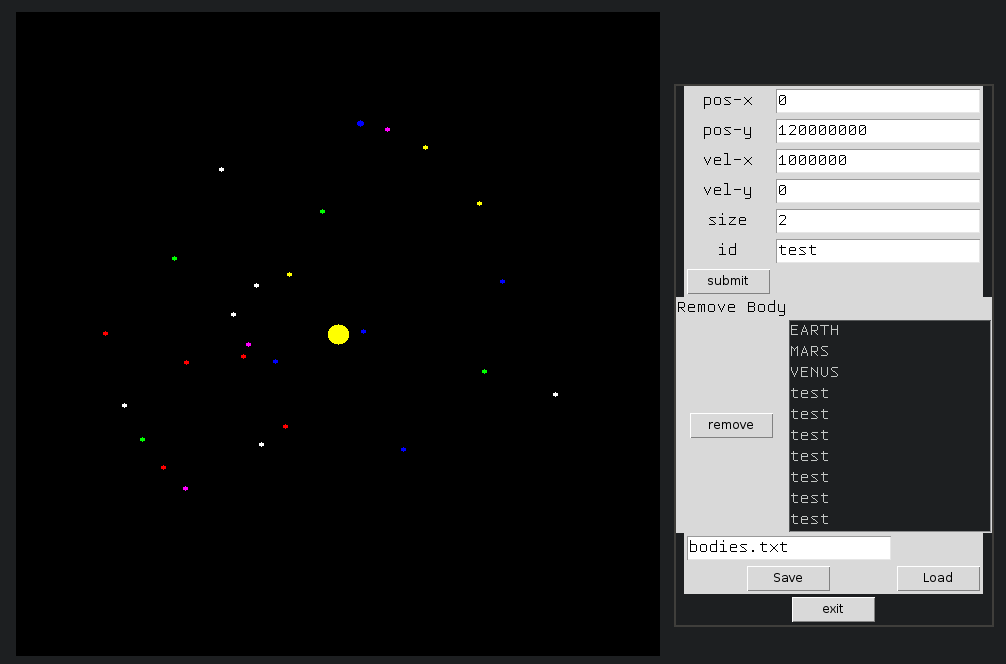 pos-x 0
pos-y 120000000
vel-x 1000000
vel-y 0
size 2
id test
submit
Remove Body
EARTH
MARS
VENUS
test
test
test
remove
test
test
test
test
bodies.txt
Save Load
exit